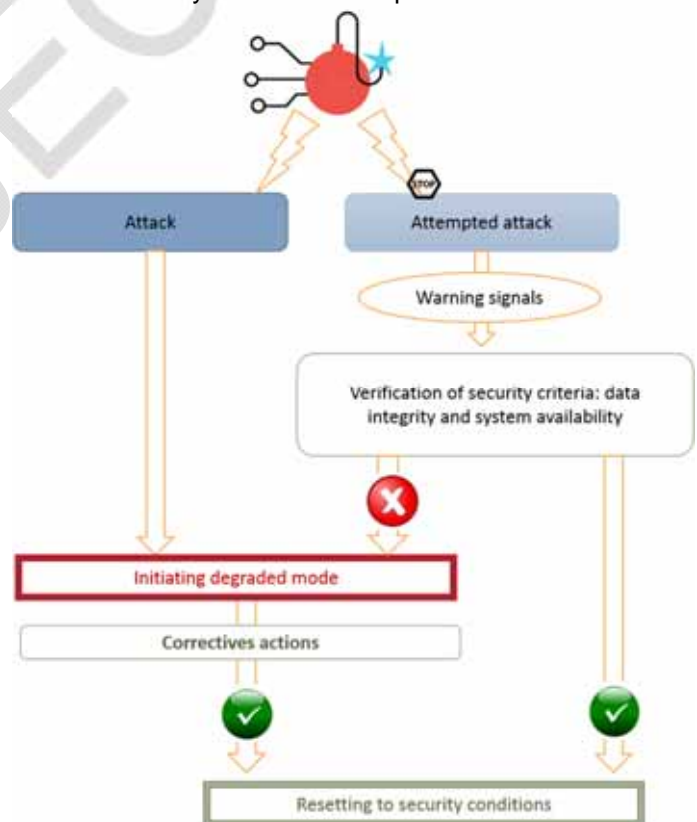 STOP
Attack
Attempted attack
Warning signals
Verification of security criteria: data
integrity and system availability
Initiating degraded mode
Correctives actions
Resetting to security conditions